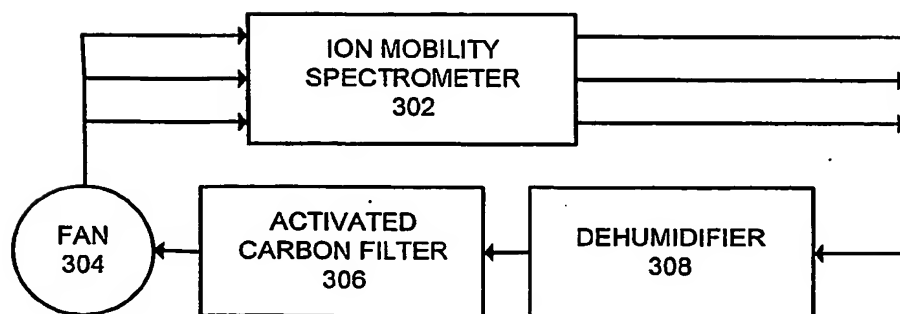 ION MOBILITY
SPECTROMETER
302
FAN
304
ACTIVATED
CARBON FILTER
306
DEHUMIDIFIER
308